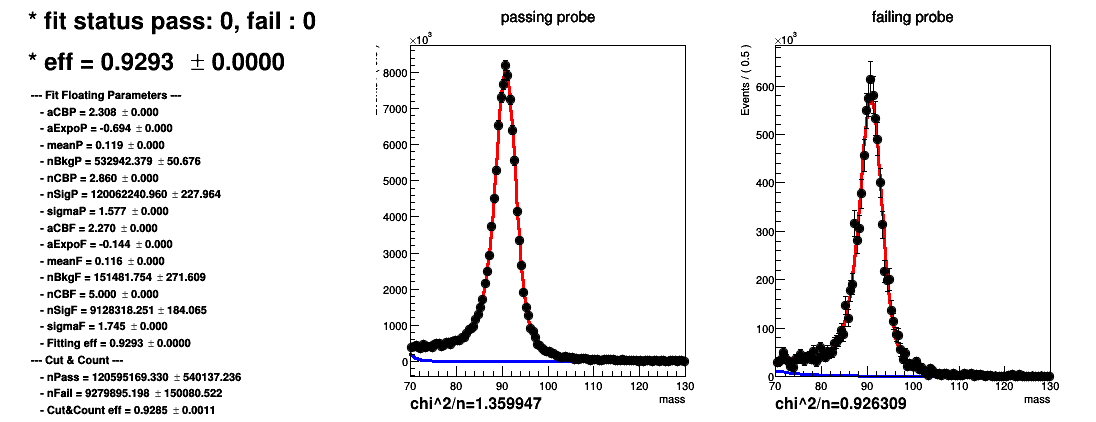 * fit status pass: 0, fail : 0
* eff = 0.9293 ± 0.0000
--- Fit Floating Parameters ---
- aCBP = 2.308 ± 0.000
- aExpoP = -0.694 ± 0.000
- meanP = 0.119 ± 0.000
- nBkgP = 532942.379 ± 50.676
- nCBP = 2.860 ± 0.000
- nSigP = 120062240.960 ± 227.964
- sigmaP = 1.577 ± 0.000
- aCBF = 2.270 ± 0.000
- aExpoF = -0.144 ± 0.000
- meanF = 0.116 ± 0.000
- nBkgF = 151481.754 ± 271.609
- nCBF = 5.000 ± 0.000
- nSigF = 9128318.251 ± 184.065
- sigmaF = 1.745 ± 0.000
- Fitting eff = 0.9293 ± 0.0000
--- Cut & Count ---
- nPass = 120595169.330 ± 540137.236
- nFail = 9279895.198 ± 150080.522
- Cut&Count eff = 0.9285 ± 0.0011
passing probe
×10³
8000
7000
6000
5000
4000
3000
2000
1000
0
70 80 90 100 110 120 130
mass
chi^2/n=1.359947
failing probe
×10³
Events / ( 0.5 )
600
500
400
300
200
100
0
70 80 90 100 110 120 130
mass
chi^2/n=0.926309